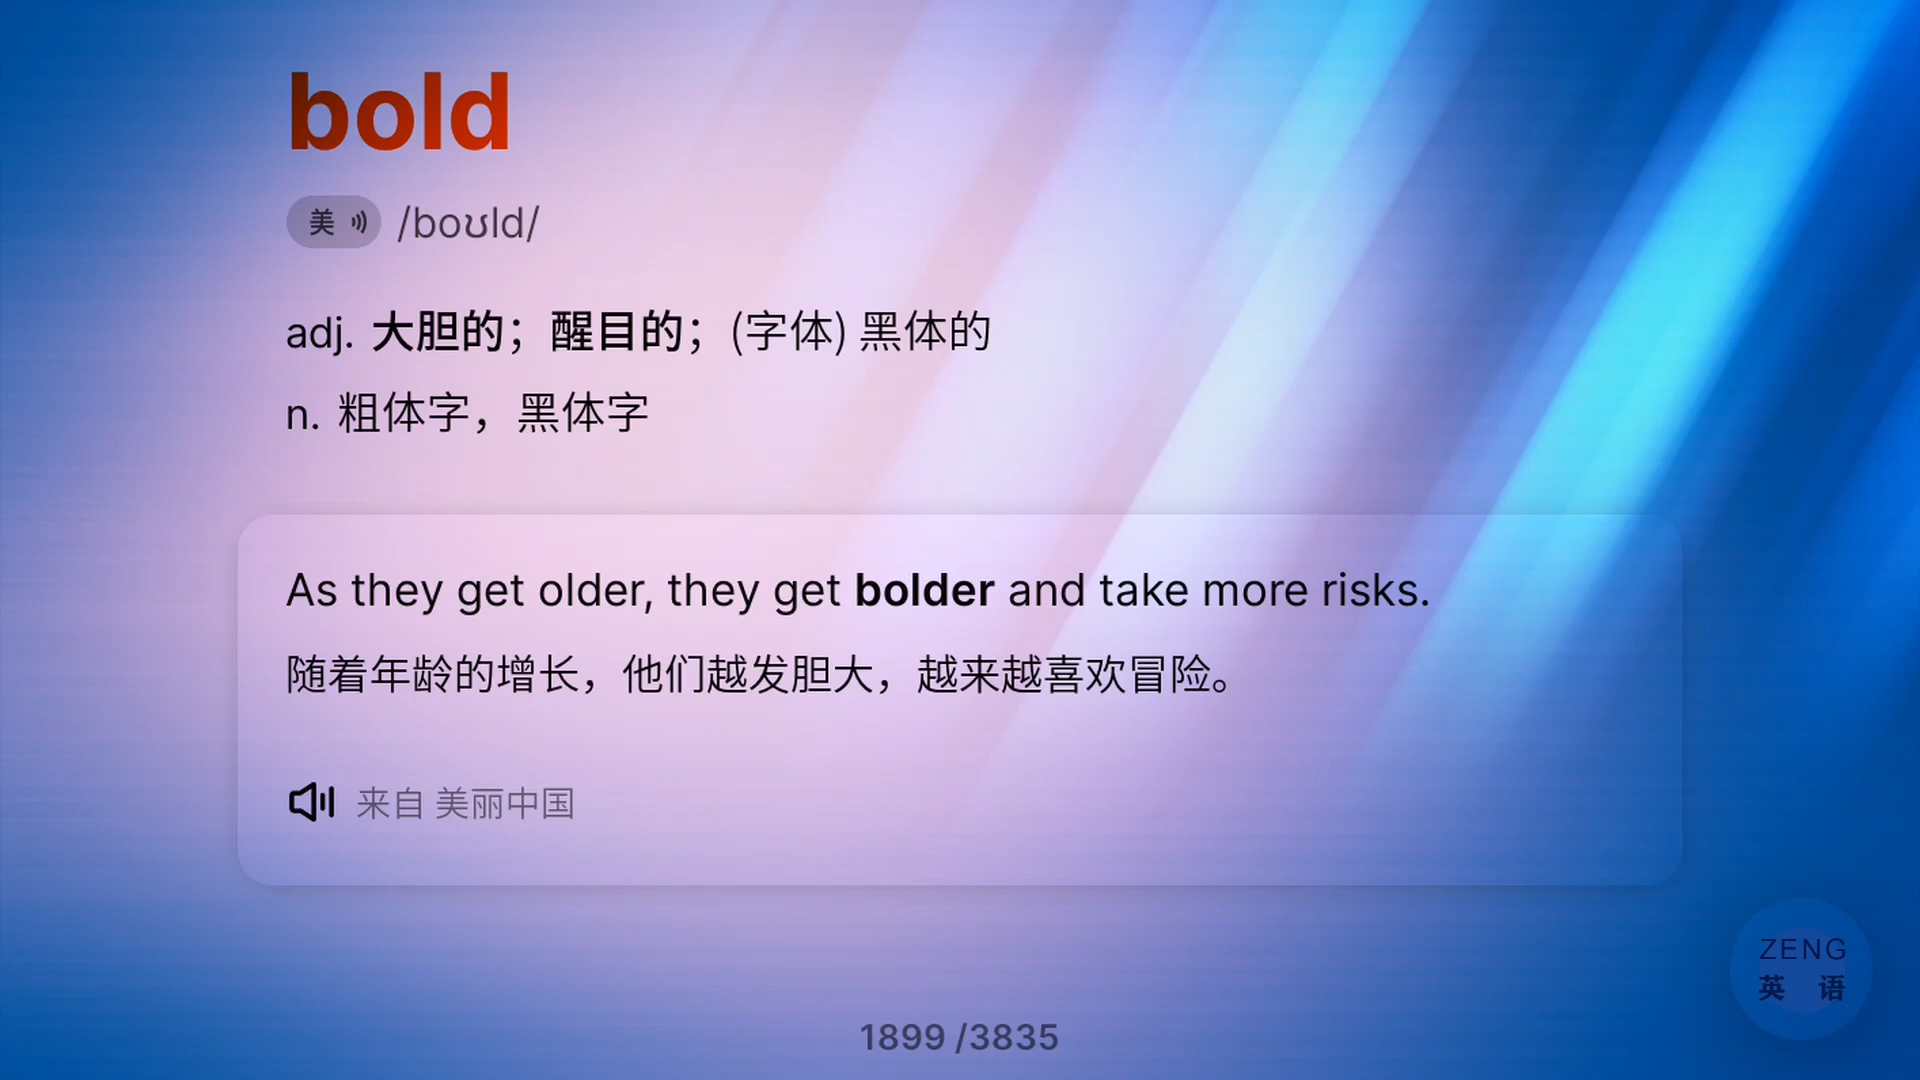 bold
美 /boʊld/
adj. 大胆的；醒目的；(字体) 黑体的
n. 粗体字，黑体字
As they get older, they get bolder and take more risks.
随着年龄的增长，他们越发胆大，越来越喜欢冒险。
来自 美丽中国
ZENG
英 语
1899 /3835